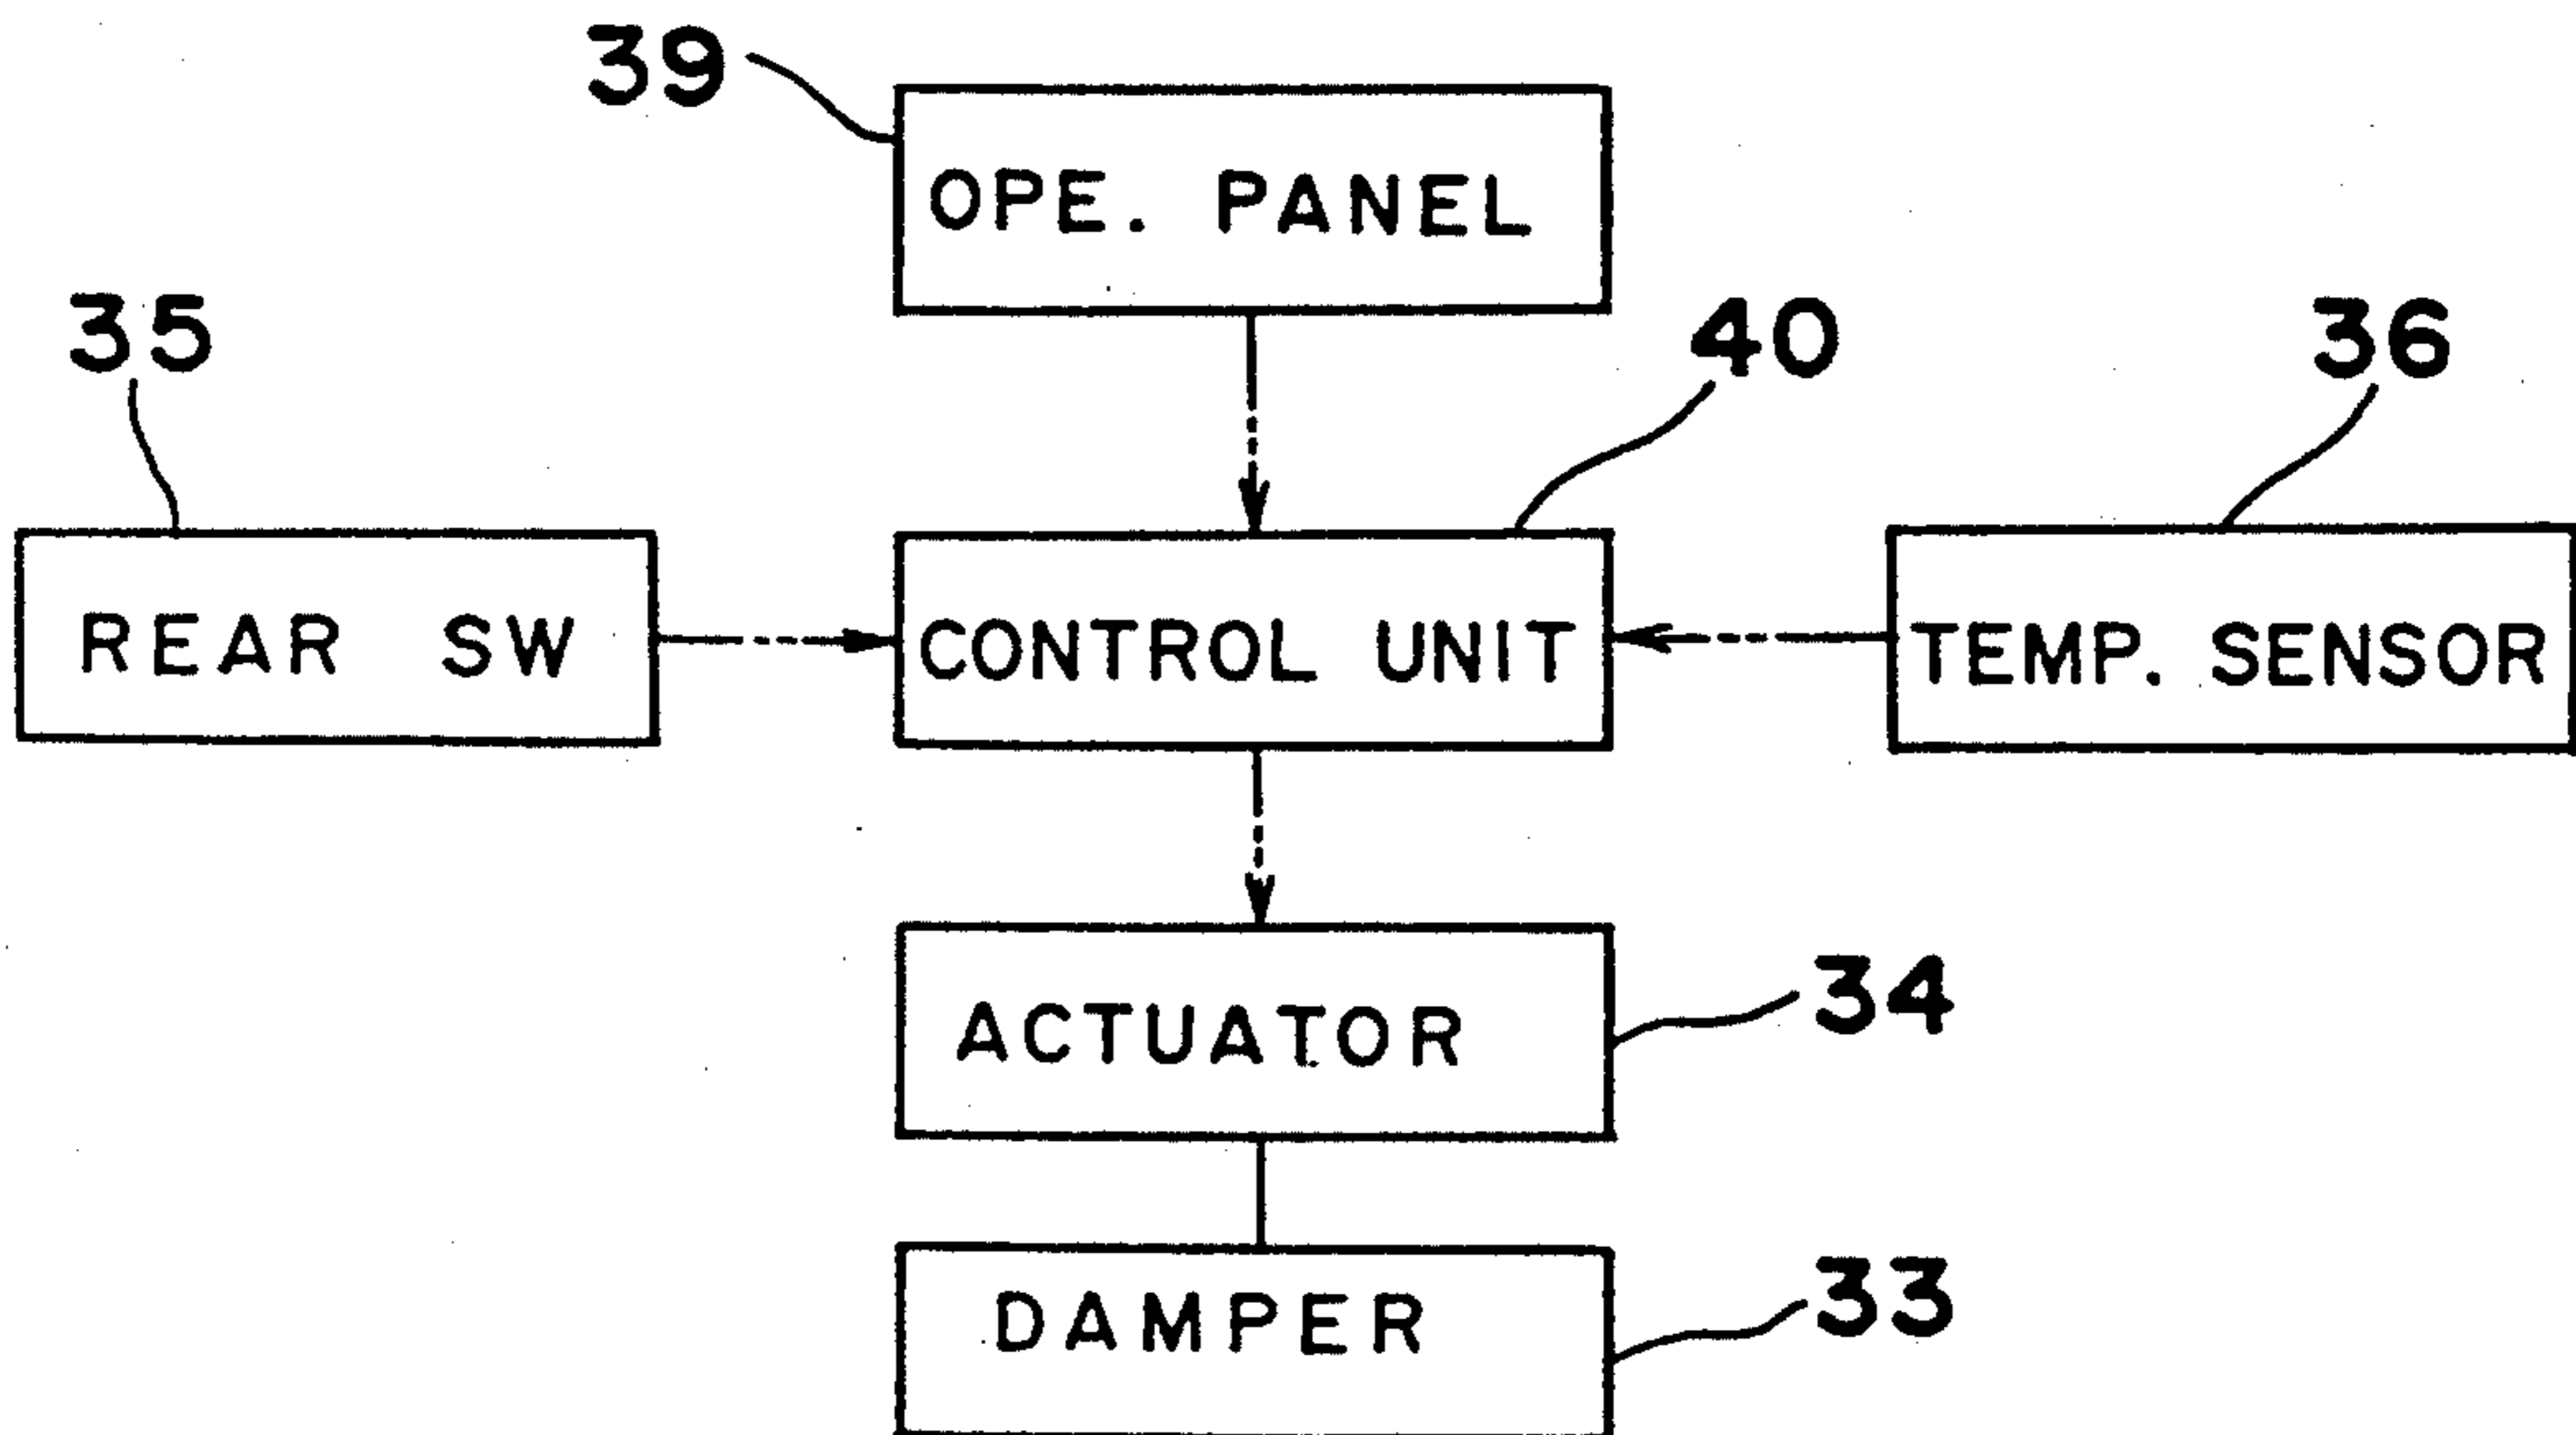 39
OPE. PANEL
35
40
36
REAR SW
CONTROL UNIT
TEMP. SENSOR
ACTUATOR
34
DAMPER
33